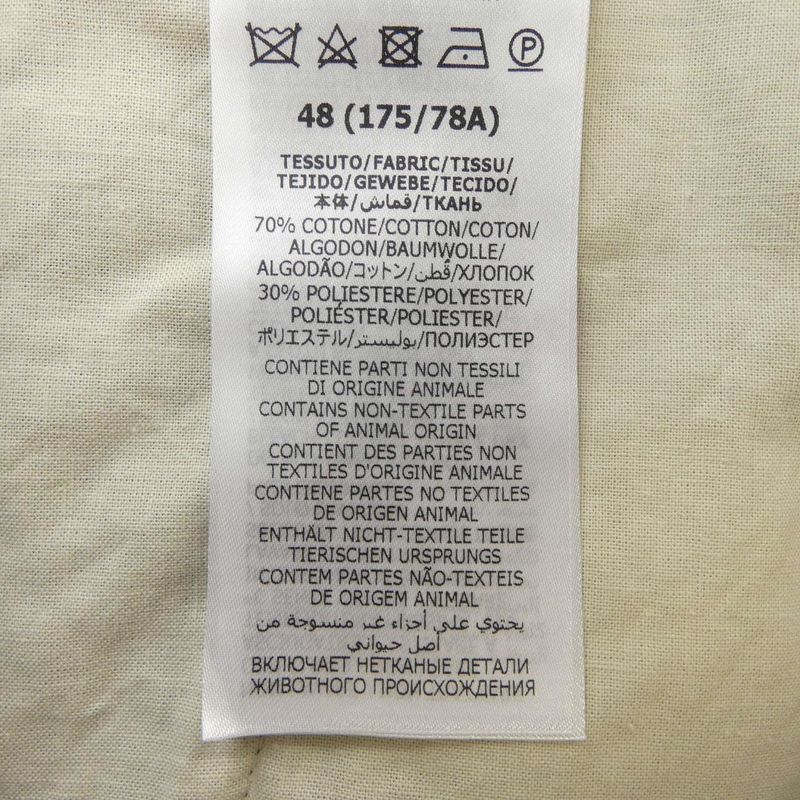 P
48 (175/78A)
TESSUTO/FABRIC/TISSU/
TEJIDO/GEWEBE/TECIDO/
本体/قماش/ТКАНЬ
70% COTONE/COTTON/COTON/
ALGODON/BAUMWOLLE/
ALGODÃO/コットン/قطن/ХЛОПОК
30% POLIESTERE/POLYESTER/
POLIÉSTER/POLIESTER/
ポリエステル/بوليستر/ПОЛИЭСТЕР
CONTIENE PARTI NON TESSILI
DI ORIGINE ANIMALE
CONTAINS NON-TEXTILE PARTS
OF ANIMAL ORIGIN
CONTIENT DES PARTIES NON
TEXTILES D'ORIGINE ANIMALE
CONTIENE PARTES NO TEXTILES
DE ORIGEN ANIMAL
ENTHÄLT NICHT-TEXTILE TEILE
TIERISCHEN URSPRUNGS
CONTEM PARTES NÃO-TEXTEIS
DE ORIGEM ANIMAL
يحتوي على أجزاء غير منسوجة من
أصل حيواني
ВКЛЮЧАЕТ НЕТКАНЫЕ ДЕТАЛИ
ЖИВОТНОГО ПРОИСХОЖДЕНИЯ